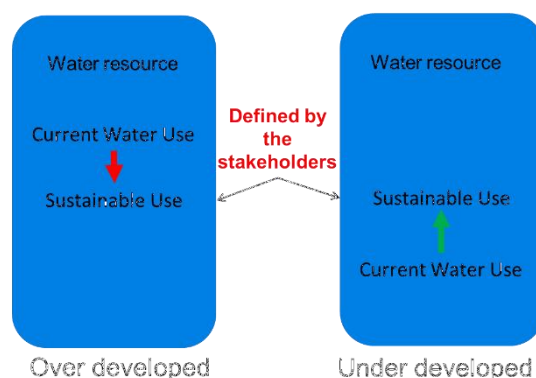 Water resource
Current Water Use
Sustainable Use
Over developed
Defined by
the
stakeholders
Water resource
Sustainable Use
Current Water Use
Under developed